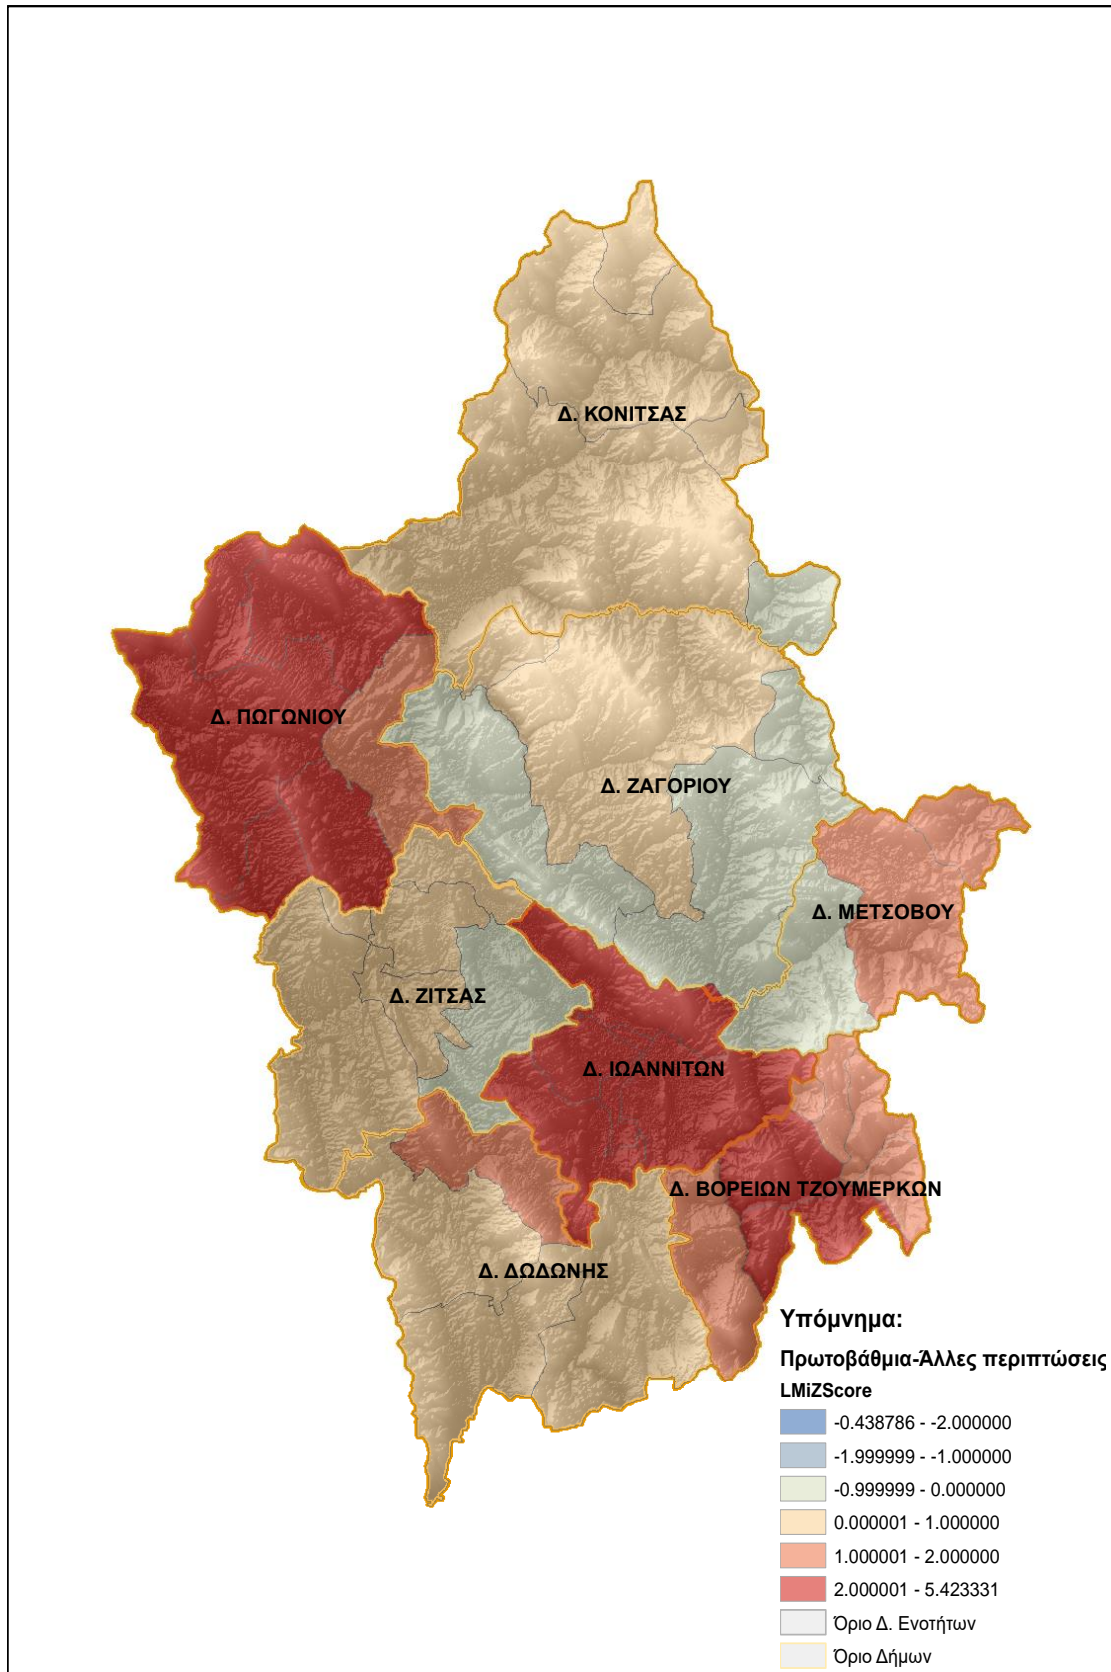 Δ. ΚΟΝΙΤΣΑΣ
Δ. ΠΩΓΩΝΙΟΥ
Δ. ΖΑΓΟΡΙΟΥ
Δ. ΜΕΤΣΟΒΟΥ
Δ. ΖΙΤΣΑΣ
Δ. ΙΩΑΝΝΙΤΩΝ
Δ. ΒΟΡΕΙΩΝ ΤΖΟΥΜΕΡΚΩΝ
Δ. ΔΩΔΩΝΗΣ
Υπόμνημα:
Πρωτοβάθμια-Άλλες περιπτώσεις
LMiZScore
-0.438786 - -2.000000
-1.999999 - -1.000000
-0.999999 - 0.000000
0.000001 - 1.000000
1.000001 - 2.000000
2.000001 - 5.423331
Όριο Δ. Ενοτήτων
Όριο Δήμων